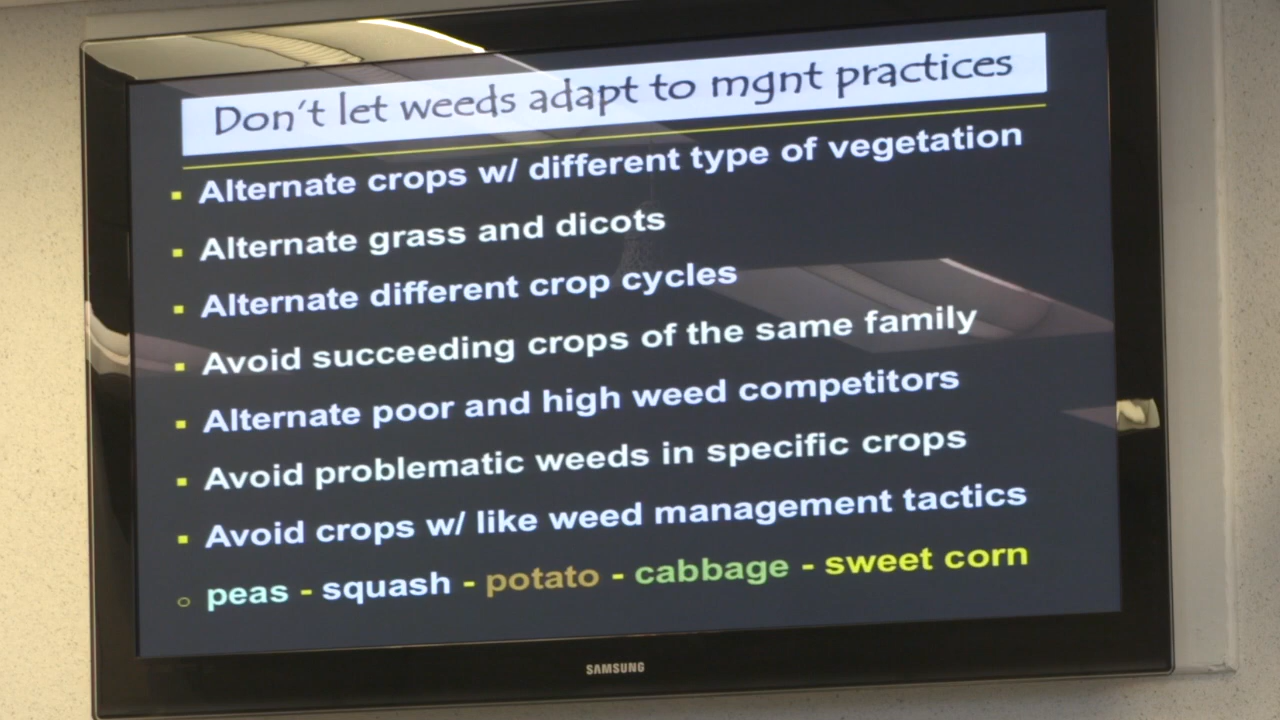 Don't let weeds adapt to mgnt practices
▪ Alternate crops w/ different type of vegetation
▪ Alternate grass and dicots
▪ Alternate different crop cycles
▪ Avoid succeeding crops of the same family
▪ Alternate poor and high weed competitors
▪ Avoid problematic weeds in specific crops
▪ Avoid crops w/ like weed management tactics
○ peas - squash - potato - cabbage - sweet corn
SAMSUNG